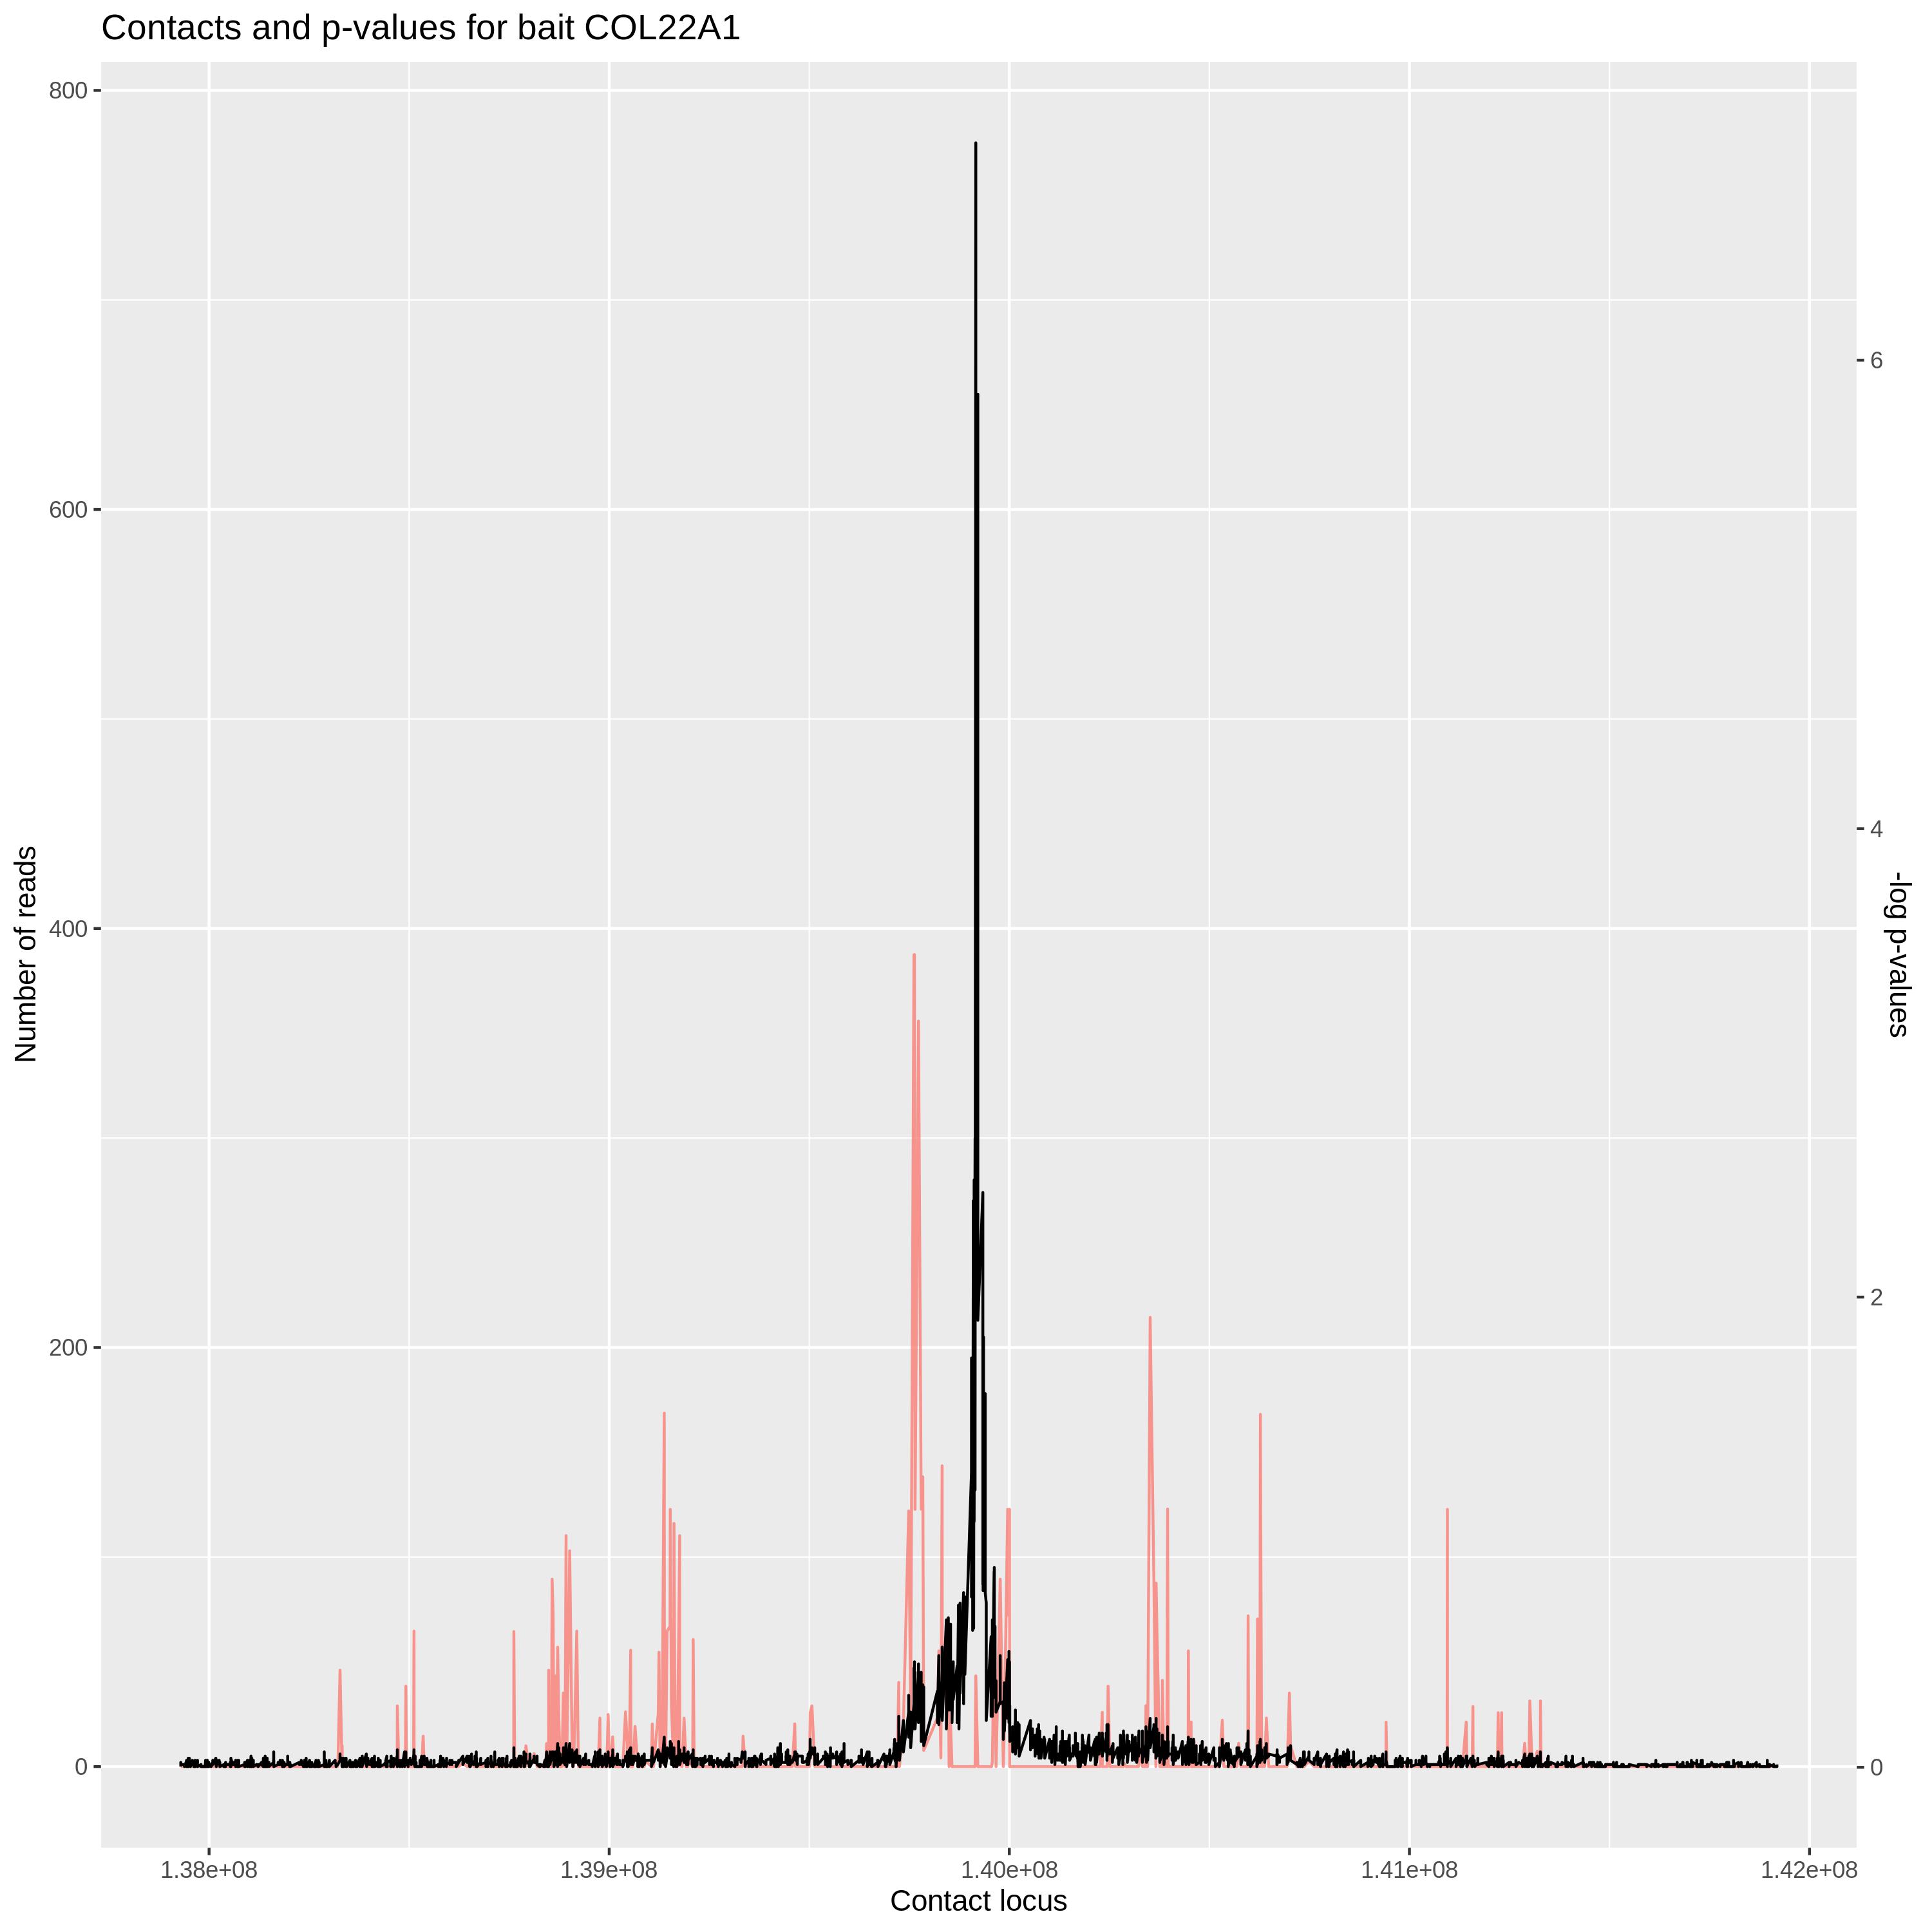 Contacts and p-values for bait COL22A1
800
600
400
200
0
Number of reads
6
4
2
0
-log p-values
1.38e+08
1.39e+08
1.40e+08
1.41e+08
1.42e+08
Contact locus